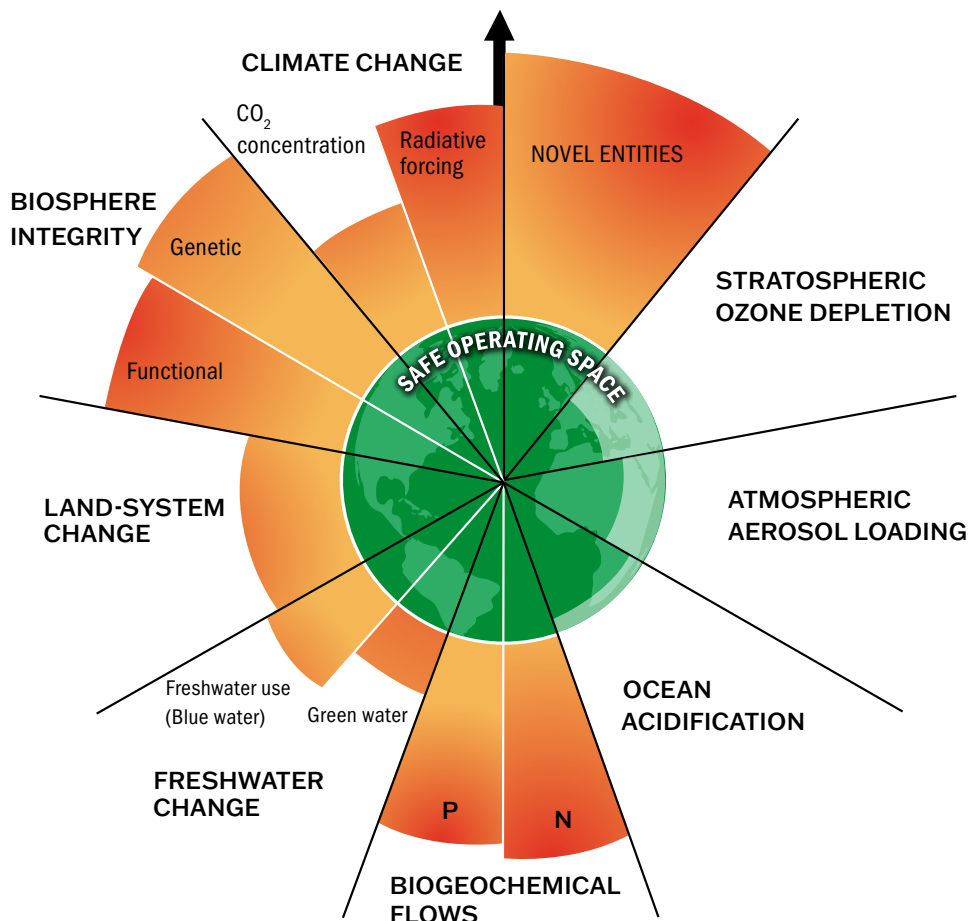 CLIMATE CHANGE
CO₂
concentration
Radiative
forcing
NOVEL ENTITIES
BIOSPHERE
INTEGRITY
Genetic
Functional
STRATOSPHERIC
OZONE DEPLETION
SAFE OPERATING SPACE
LAND-SYSTEM
CHANGE
ATMOSPHERIC
AEROSOL LOADING
Freshwater use
(Blue water)
Green water
OCEAN
ACIDIFICATION
FRESHWATER
CHANGE
P
N
BIOGEOCHEMICAL
FLOWS